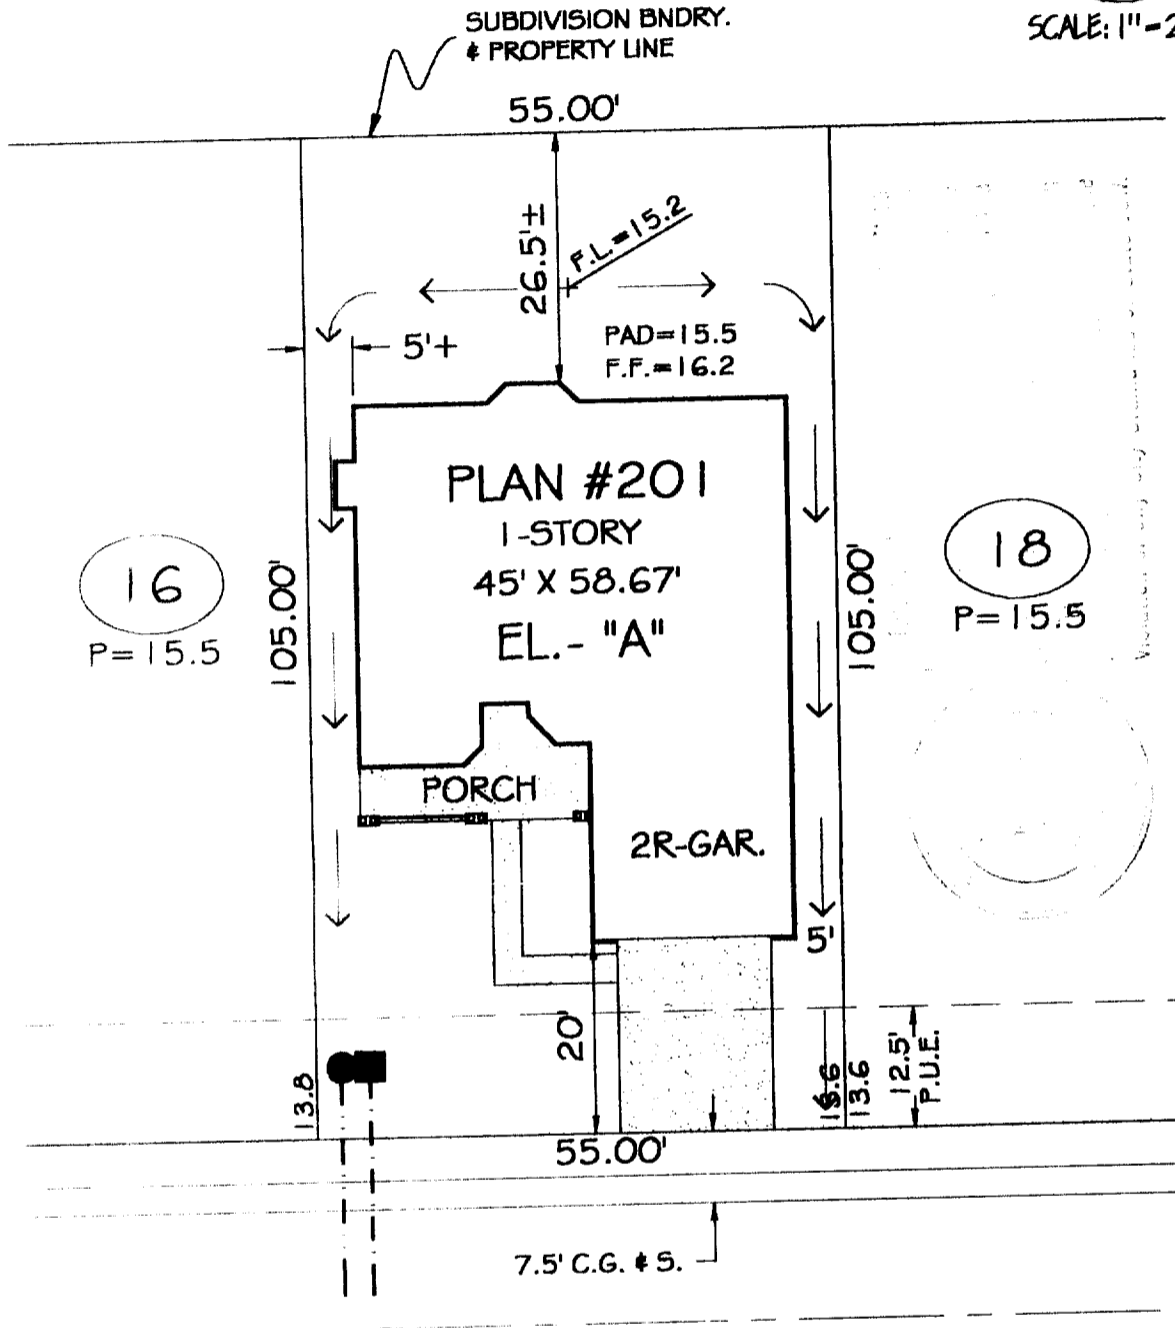 SUBDIVISION BNDRY.
& PROPERTY LINE
SCALE: 1"-2
55.00'
26.5'±
F.L.=15.2
5'+
PAD=15.5
F.F.=16.2
PLAN #201
1-STORY
45' X 58.67'
EL.- "A"
16
P=15.5
105.00'
105.00'
18
P=15.5
PORCH
2R-GAR.
5'
20'
13.8
13.6
12.5'
P.U.E.
55.00'
7.5' C.G. & S.